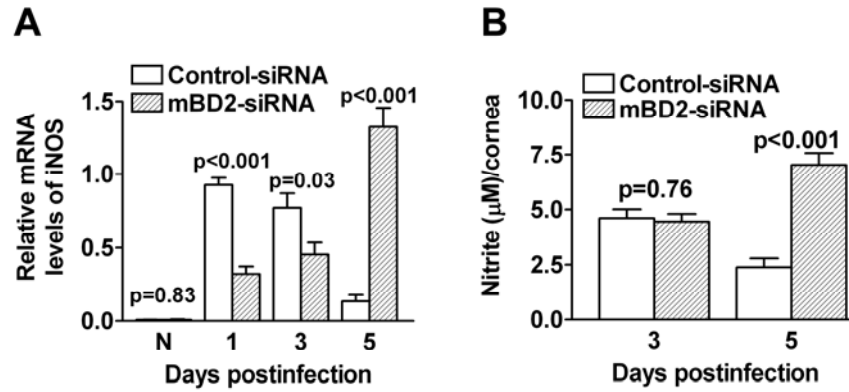 A
Control-siRNA
mBD2-siRNA
Relative mRNA
levels of iNOS
1.5
1.0
0.5
0.0
p=0.83
p<0.001
p=0.03
p<0.001
N 1 3 5
Days postinfection
B
Control-siRNA
mBD2-siRNA
Nitrite (μM)/cornea
10.0
7.5
5.0
2.5
0.0
p=0.76
p<0.001
3 5
Days postinfection